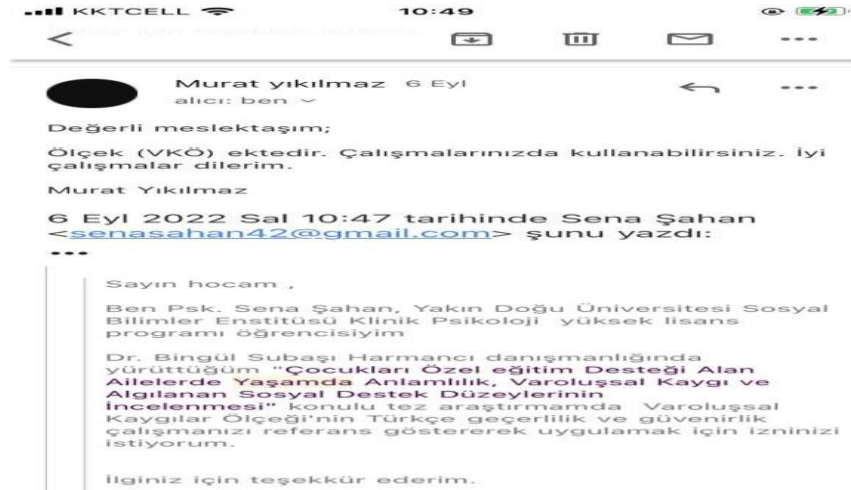 KKTCELL 10:49
Murat yıkılmaz 6 Eyl
alıcı: ben
Değerli meslektaşım;
Ölçek (VKÖ) ektedir. Çalışmalarınızda kullanabilirsiniz. İyi
çalışmalar dilerim.
Murat Yıkılmaz
6 Eyl 2022 Sal 10:47 tarihinde Sena Şahan
<senasahan42@gmail.com> şunu yazdı:
Sayın hocam ,
Ben Psk. Sena Şahan, Yakın Doğu Üniversitesi Sosyal
Bilimler Enstitüsü Klinik Psikoloji yüksek lisans
programı öğrencisiyim
Dr. Bingül Subaşı Harmancı danışmanlığında
yürüttüğüm "Çocukları Özel eğitim Desteği Alan
Ailelerde Yaşamda Anlamlılık, Varoluşsal Kaygı ve
Algılanan Sosyal Destek Düzeylerinin
İncelenmesi" konulu tez araştırmamda Varoluşsal
Kaygılar Ölçeği'nin Türkçe geçerlilik ve güvenirlik
çalışmanızı referans göstererek uygulamak için izninizi
istiyorum.
İlginiz için teşekkür ederim.